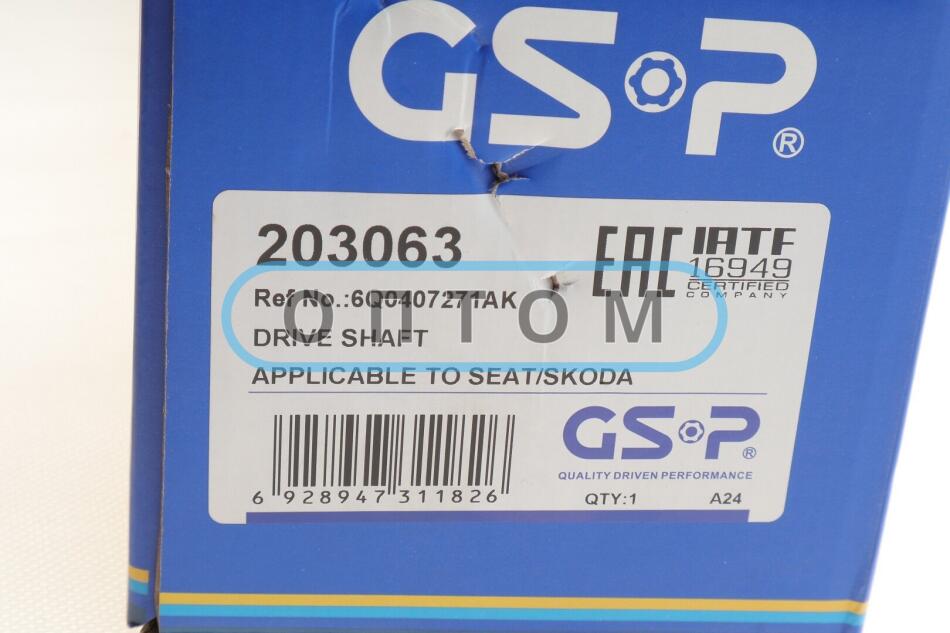 GSP®
203063
EAC IATF
16949
CERTIFIED
COMPANY
Ref No.:6Q0407271AK
ОПТОМ
DRIVE SHAFT
APPLICABLE TO SEAT/SKODA
GSP®
QUALITY DRIVEN PERFORMANCE
6 928947 311826
QTY:1 A24